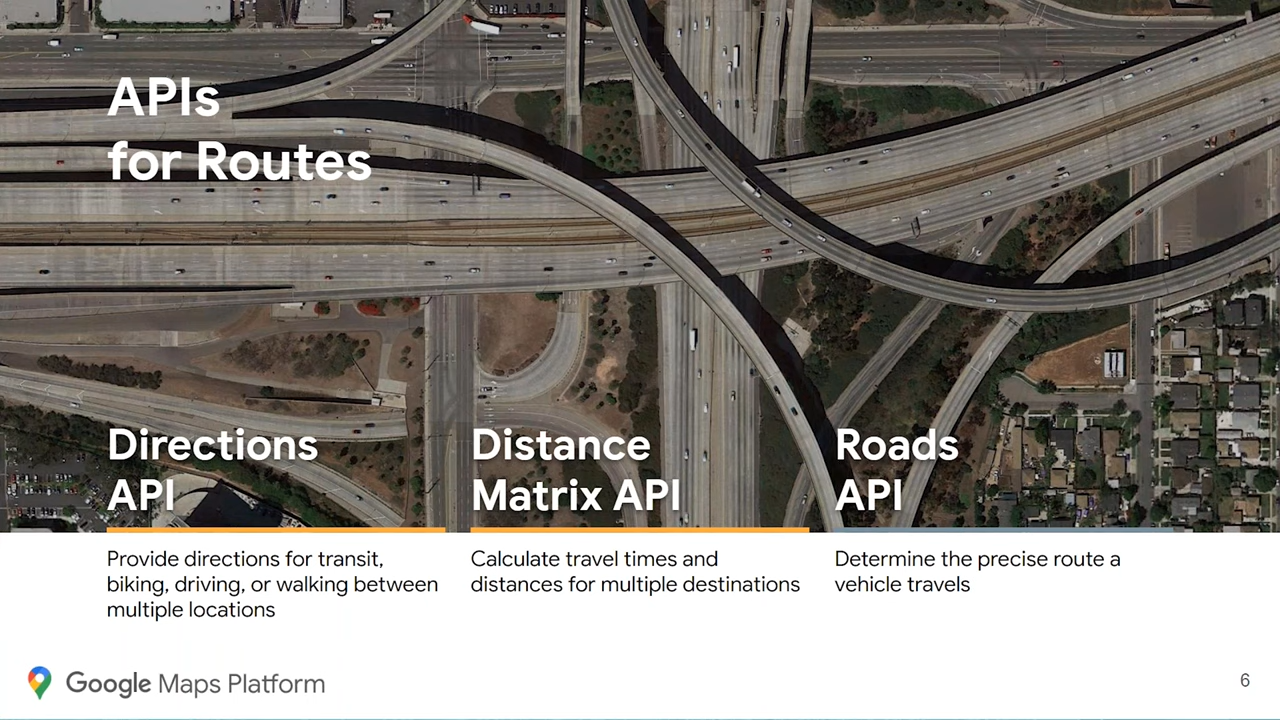 APIs
for Routes
Directions
API
Provide directions for transit,
biking, driving, or walking between
multiple locations
Distance
Matrix API
Calculate travel times and
distances for multiple destinations
Roads
API
Determine the precise route a
vehicle travels
Google Maps Platform
6